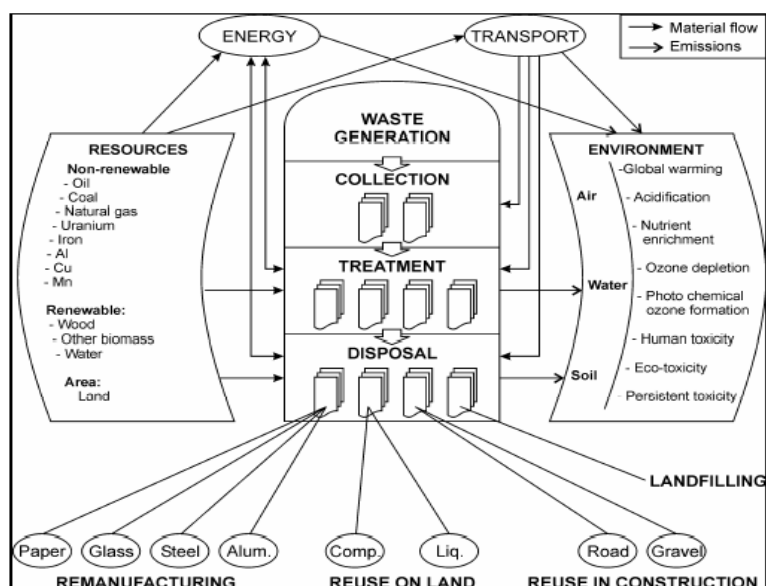 ENERGY
TRANSPORT
Material flow
Emissions
WASTE
GENERATION
COLLECTION
TREATMENT
DISPOSAL
RESOURCES
Non-renewable
- Oil
- Coal
- Natural gas
- Uranium
- Iron
- Al
- Cu
- Mn
Renewable:
- Wood
- Other biomass
- Water
Area:
Land
ENVIRONMENT
Air
Water
Soil
-Global warming
- Acidification
- Nutrient
enrichment
- Ozone depletion
- Photo chemical
ozone formation
- Human toxicity
- Eco-toxicity
- Persistent toxicity
LANDFILLING
Paper
Glass
Steel
Alum.
Comp.
Liq.
Road
Gravel
REMANUFACTURING
REUSE ON LAND
REUSE IN CONSTRUCTION